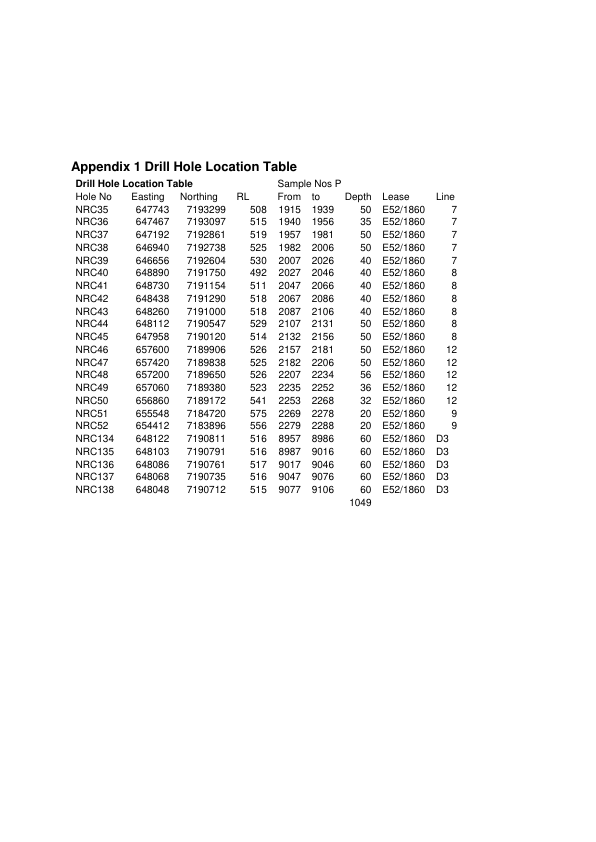 Appendix 1 Drill Hole Location Table
Drill Hole Location Table Sample Nos P
Hole No Easting Northing RL From to Depth Lease Line
NRC35 647743 7193299 508 1915 1939 50 E52/1860 7
NRC36 647467 7193097 515 1940 1956 35 E52/1860 7
NRC37 647192 7192861 519 1957 1981 50 E52/1860 7
NRC38 646940 7192738 525 1982 2006 50 E52/1860 7
NRC39 646656 7192604 530 2007 2026 40 E52/1860 7
NRC40 648890 7191750 492 2027 2046 40 E52/1860 8
NRC41 648730 7191154 511 2047 2066 40 E52/1860 8
NRC42 648438 7191290 518 2067 2086 40 E52/1860 8
NRC43 648260 7191000 518 2087 2106 40 E52/1860 8
NRC44 648112 7190547 529 2107 2131 50 E52/1860 8
NRC45 647958 7190120 514 2132 2156 50 E52/1860 8
NRC46 657600 7189906 526 2157 2181 50 E52/1860 12
NRC47 657420 7189838 525 2182 2206 50 E52/1860 12
NRC48 657200 7189650 526 2207 2234 56 E52/1860 12
NRC49 657060 7189380 523 2235 2252 36 E52/1860 12
NRC50 656860 7189172 541 2253 2268 32 E52/1860 12
NRC51 655548 7184720 575 2269 2278 20 E52/1860 9
NRC52 654412 7183896 556 2279 2288 20 E52/1860 9
NRC134 648122 7190811 516 8957 8986 60 E52/1860 D3
NRC135 648103 7190791 516 8987 9016 60 E52/1860 D3
NRC136 648086 7190761 517 9017 9046 60 E52/1860 D3
NRC137 648068 7190735 516 9047 9076 60 E52/1860 D3
NRC138 648048 7190712 515 9077 9106 60 E52/1860 D3
1049